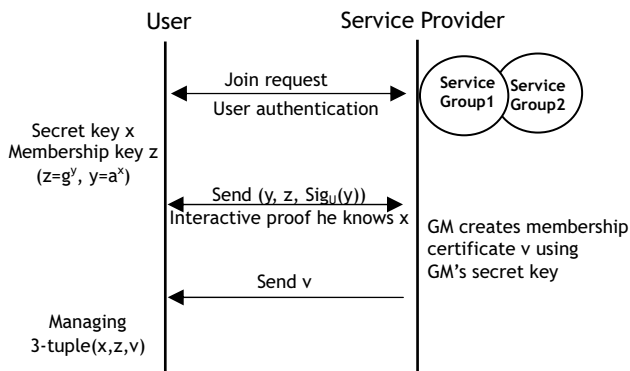 User
Service Provider
Join request
User authentication
Service Group1
Service Group2
Secret key x
Membership key z
(z=g^y, y=a^x)
Send (y, z, Sig_U(y))
Interactive proof he knows x
GM creates membership
certificate v using
GM's secret key
Send v
Managing
3-tuple(x,z,v)